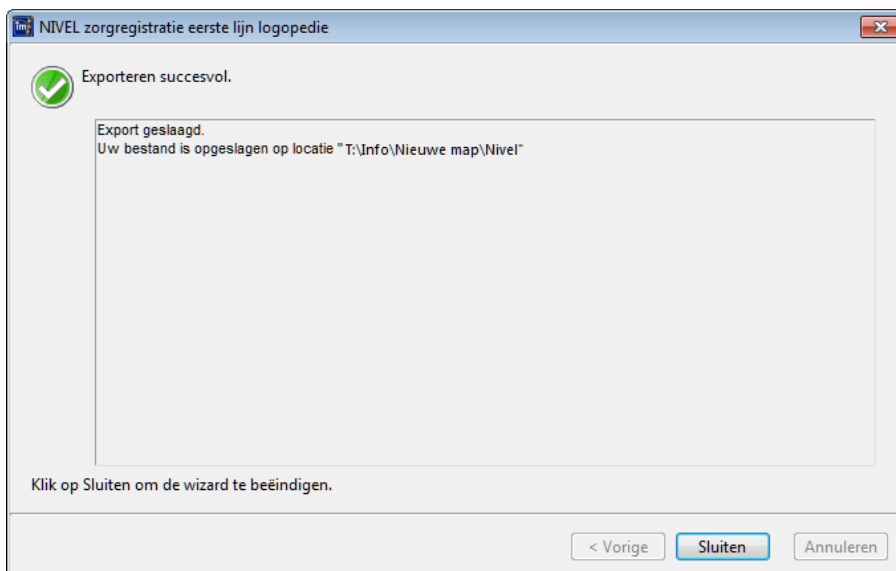 NIVEL zorgregistratie eerste lijn logopedie
Exporteren succesvol.
Export geslaagd.
Uw bestand is opgeslagen op locatie "T:\Info\Nieuwe map\Nivel"
Klik op Sluiten om de wizard te beëindigen.
< Vorige
Sluiten
Annuleren